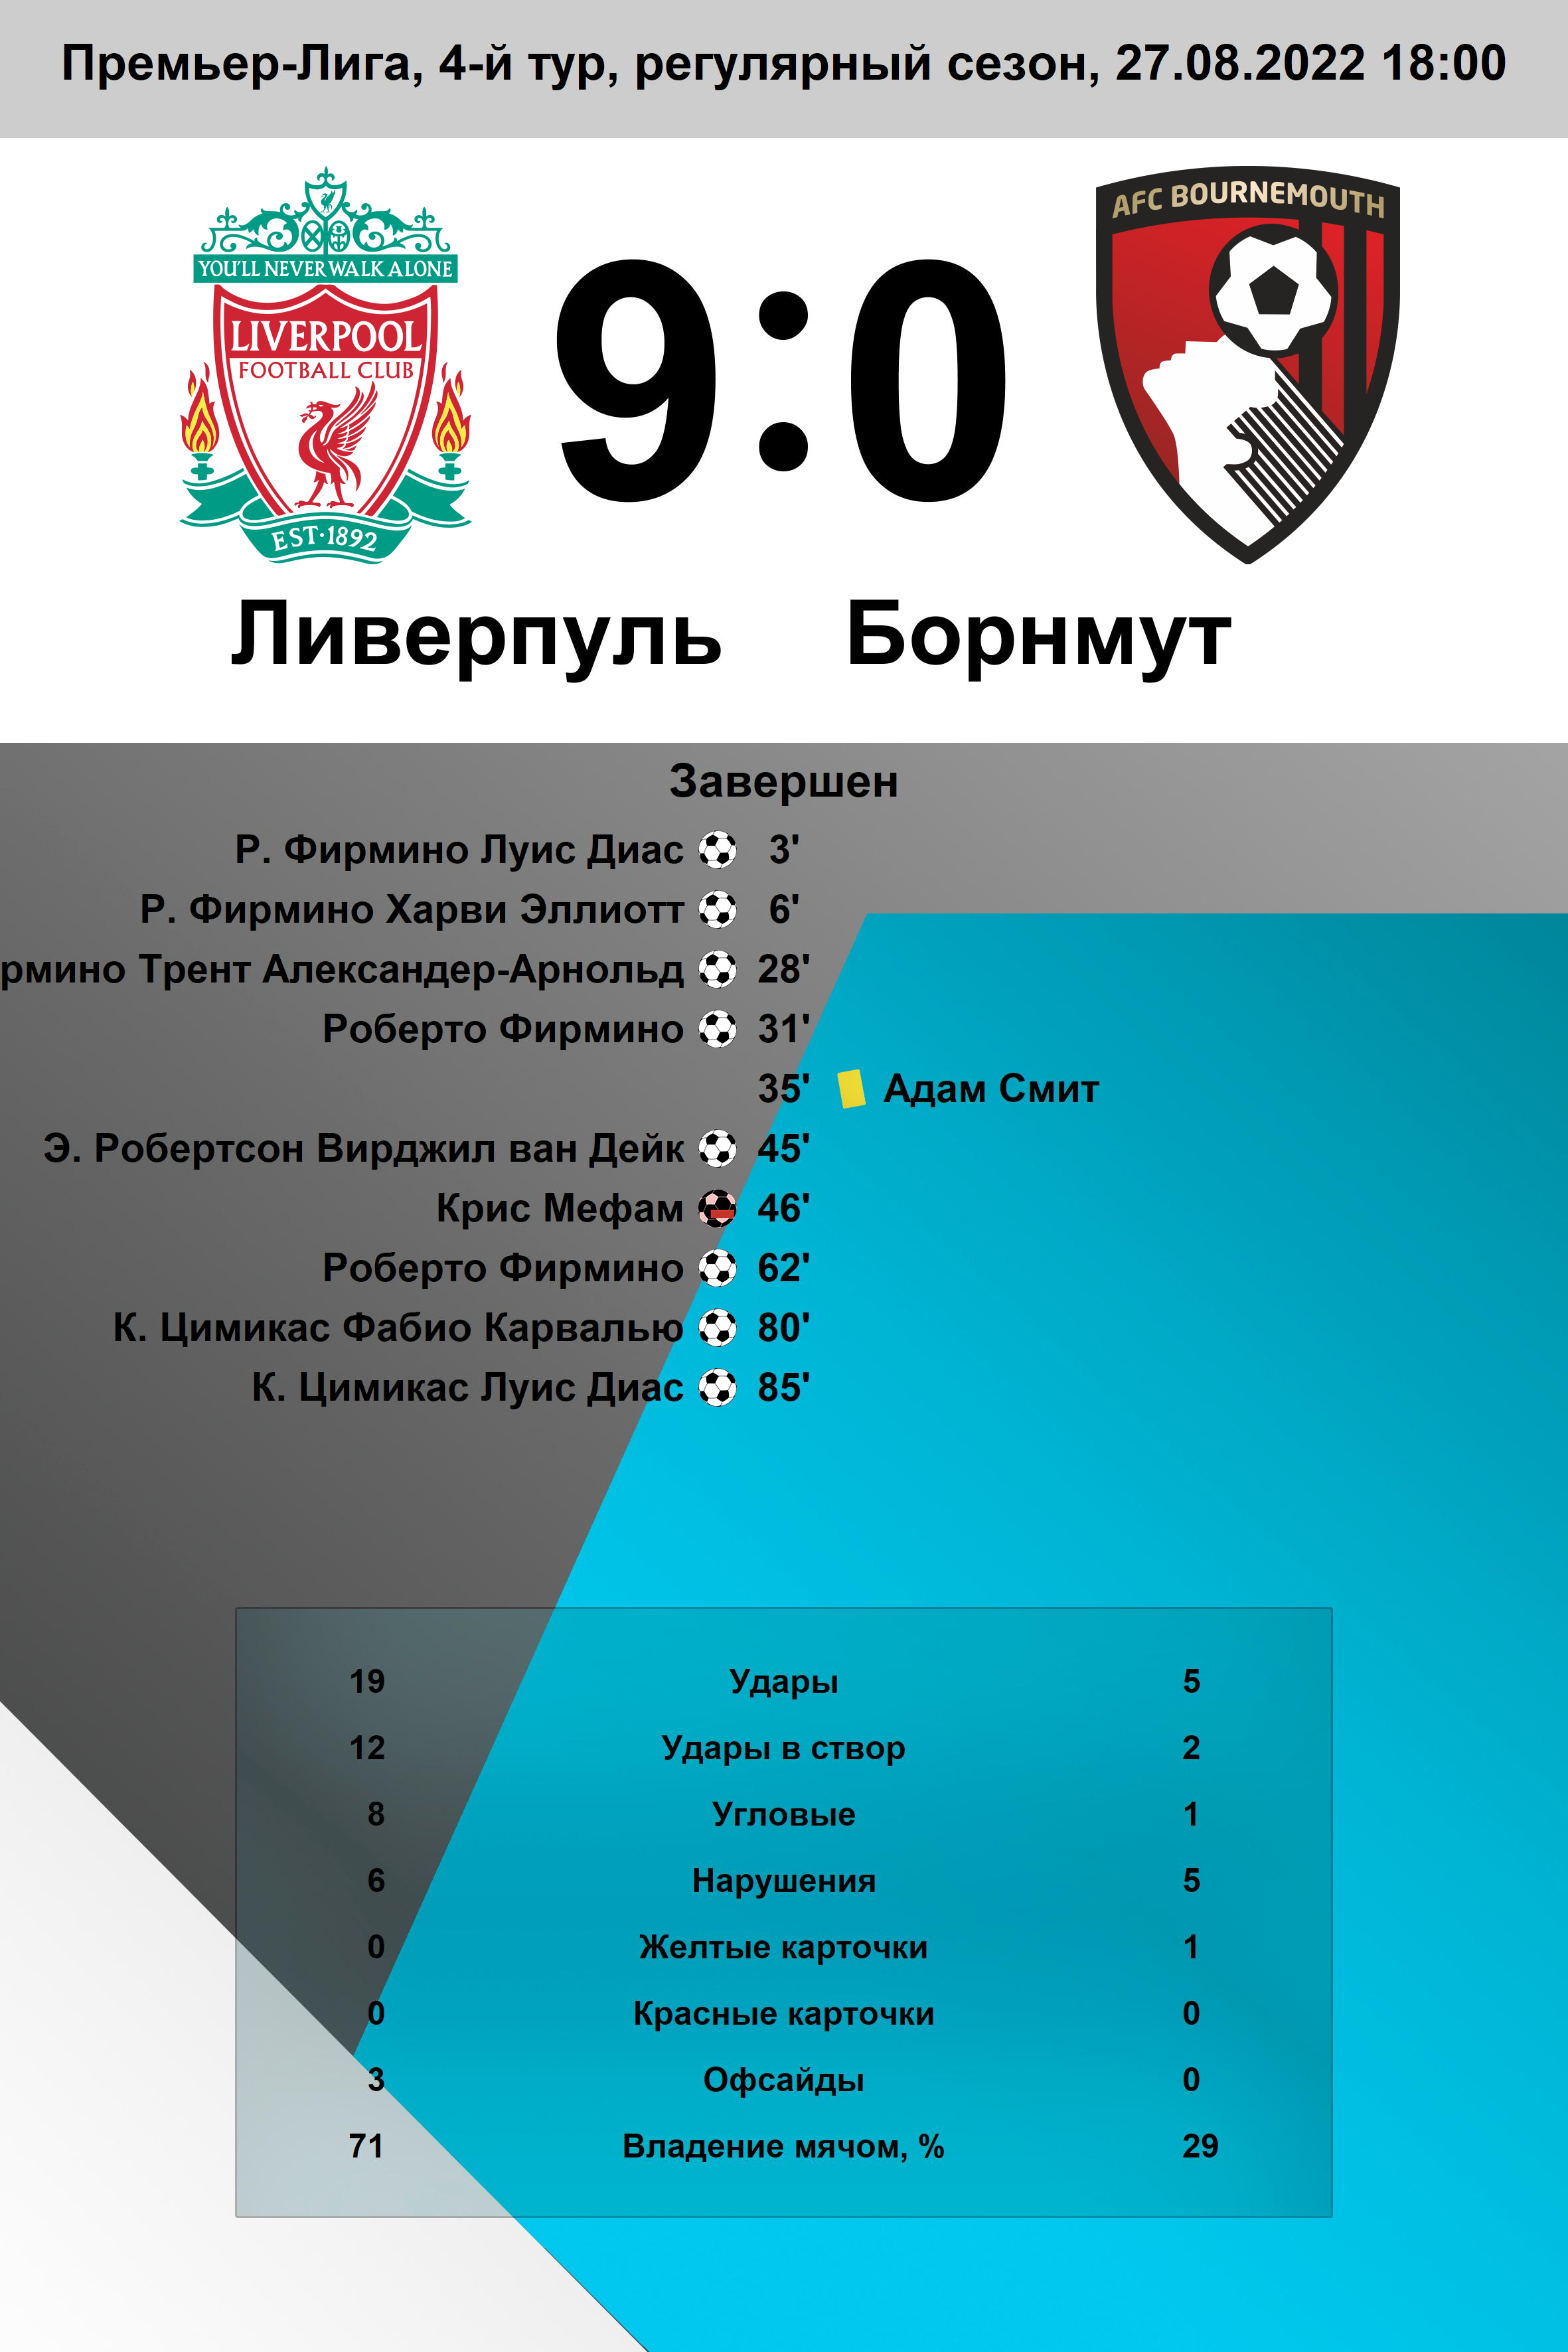 Премьер-Лига, 4-й тур, регулярный сезон, 27.08.2022 18:00
YOU'LL NEVER WALK ALONE
LIVERPOOL
FOOTBALL CLUB
EST·1892
9:0
AFC BOURNEMOUTH
Ливерпуль Борнмут
Завершен
Р. Фирмино Луис Диас 3'
Р. Фирмино Харви Эллиотт 6'
рмино Трент Александер-Арнольд 28'
Роберто Фирмино 31'
35' Адам Смит
Э. Робертсон Вирджил ван Дейк 45'
Крис Мефам 46'
Роберто Фирмино 62'
К. Цимикас Фабио Карвалью 80'
К. Цимикас Луис Диас 85'
19 Удары 5
12 Удары в створ 2
8 Угловые 1
6 Нарушения 5
0 Желтые карточки 1
0 Красные карточки 0
3 Офсайды 0
71 Владение мячом, % 29